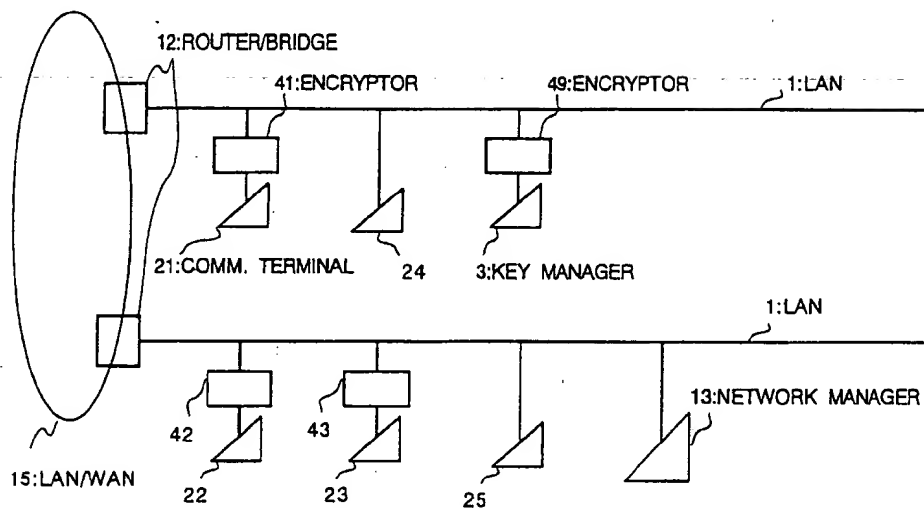 12:ROUTER/BRIDGE
41:ENCRYPTOR
49:ENCRYPTOR
1:LAN
21:COMM. TERMINAL
24
3:KEY MANAGER
1:LAN
42
43
13:NETWORK MANAGER
15:LAN/WAN
22
23
25